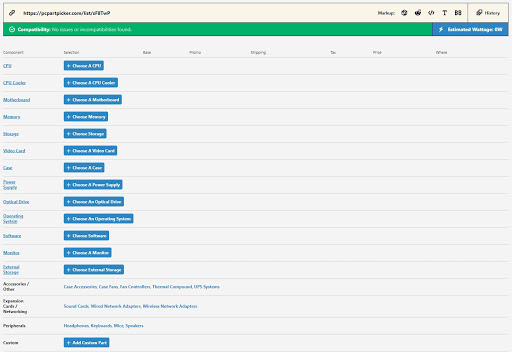 https://pcpartpicker.com/list/sF8TwP Markup: T BB History
Compatibility: No issues or incompatibilities found. Estimated Wattage: 0W
Component Selection Base Promo Shipping Tax Price Where
CPU + Choose A CPU
CPU Cooler + Choose A CPU Cooler
Motherboard + Choose A Motherboard
Memory + Choose Memory
Storage + Choose Storage
Video Card + Choose A Video Card
Case + Choose A Case
Power
Supply + Choose A Power Supply
Optical Drive + Choose An Optical Drive
Operating
System + Choose An Operating System
Software + Choose Software
Monitor + Choose A Monitor
External
Storage + Choose External Storage
Accessories /
Other Case Accessories, Case Fans, Fan Controllers, Thermal Compound, UPS Systems
Expansion
Cards /
Networking Sound Cards, Wired Network Adapters, Wireless Network Adapters
Peripherals Headphones, Keyboards, Mice, Speakers
Custom + Add Custom Part